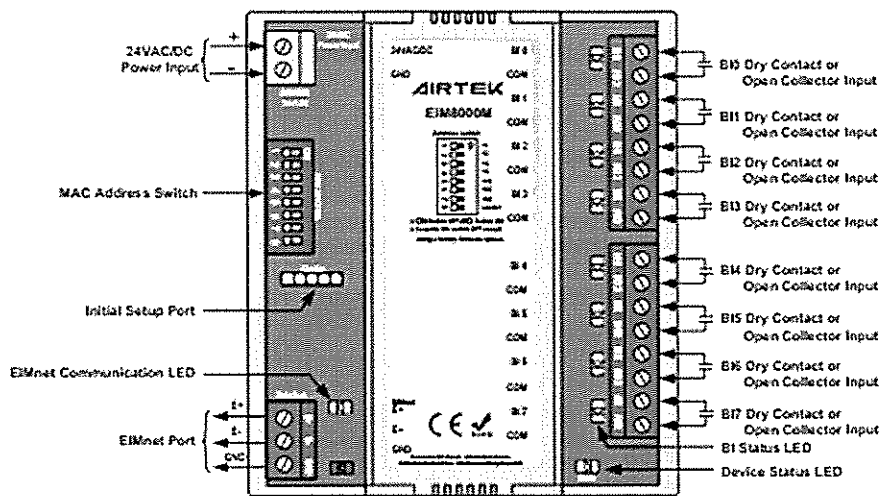 24VAC/DC
Power Input
+
-
MAC Address Switch
Initial Setup Port
EIMnet Communication LED
E+
E-
EIMnet Port
24VAC/DC
GND
AIRTEK
EIM8000M
Address switch
E+
E-
GND
CE
BI 0
COM
BI 1
COM
BI 2
COM
BI 3
COM
BI 4
COM
BI 5
COM
BI 6
COM
BI 7
COM
BI0 Dry Contact or
Open Collector Input
BI1 Dry Contact or
Open Collector Input
BI2 Dry Contact or
Open Collector Input
BI3 Dry Contact or
Open Collector Input
BI4 Dry Contact or
Open Collector Input
BI5 Dry Contact or
Open Collector Input
BI6 Dry Contact or
Open Collector Input
BI7 Dry Contact or
Open Collector Input
BI Status LED
Device Status LED